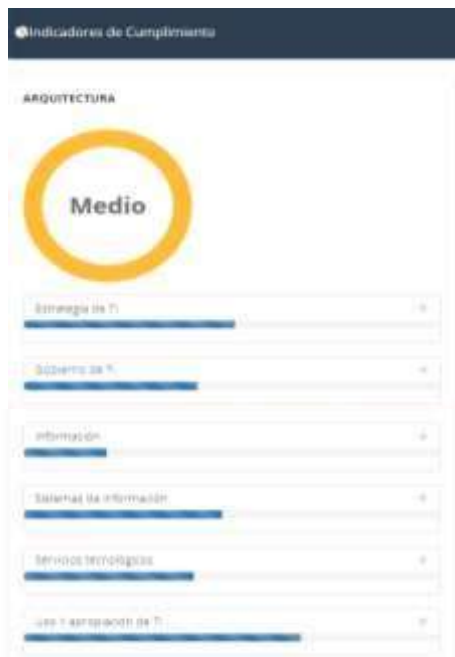 Indicadores de Cumplimiento
ARQUITECTURA
Medio
Estrategia de TI
Gobierno de TI
Información
Sistemas de Información
Servicios tecnológicos
Uso Y apropiación de TI